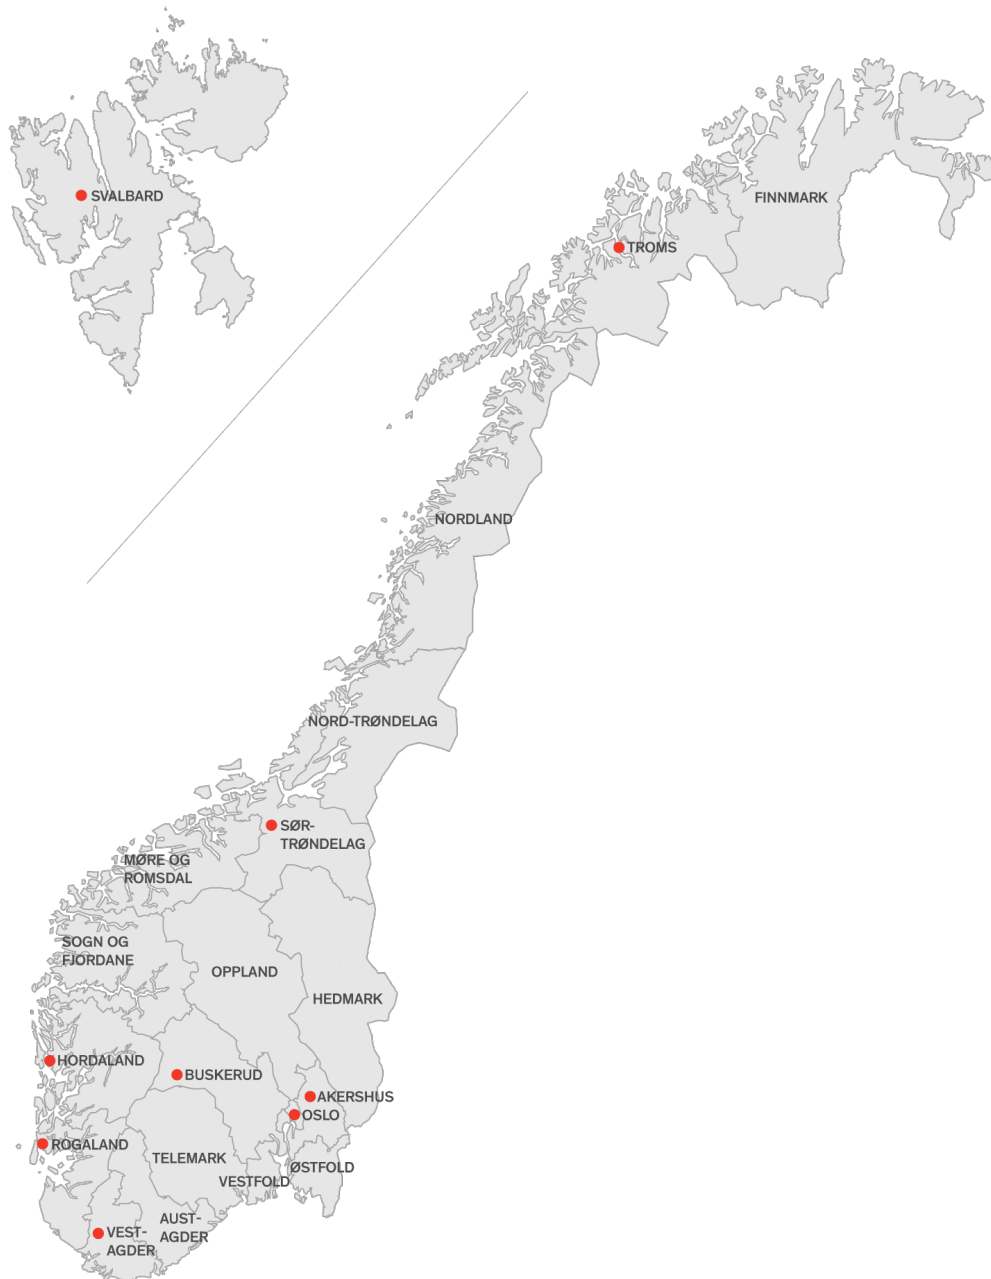 SVALBARD
FINNMARK
TROMS
NORDLAND
NORD-TRØNDELAG
SØR-
TRØNDELAG
MØRE OG
ROMSDAL
SOGN OG
FJORDANE
OPPLAND
HEDMARK
HORDALAND
BUSKERUD
AKERSHUS
OSLO
ROGALAND
TELEMARK
ØSTFOLD
VESTFOLD
AUST-
AGDER
VEST-
AGDER